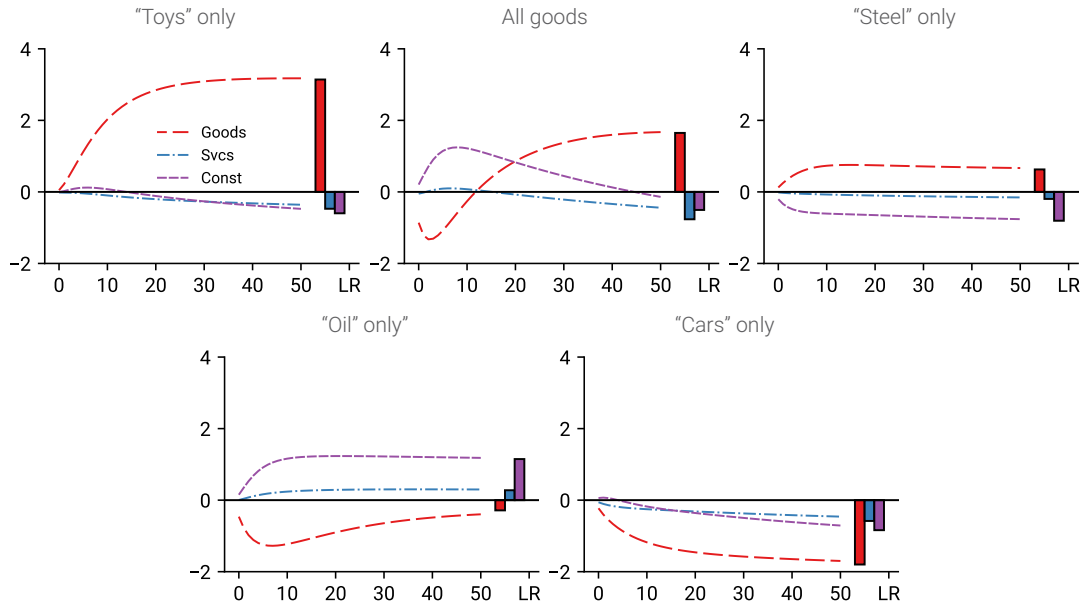 “Toys” only
All goods
“Steel” only
4
2
0
−2
0 10 20 30 40 50 LR
Goods
Svcs
Const
4
2
0
−2
0 10 20 30 40 50 LR
4
2
0
−2
0 10 20 30 40 50 LR
“Oil” only”
“Cars” only
4
2
0
−2
0 10 20 30 40 50 LR
4
2
0
−2
0 10 20 30 40 50 LR